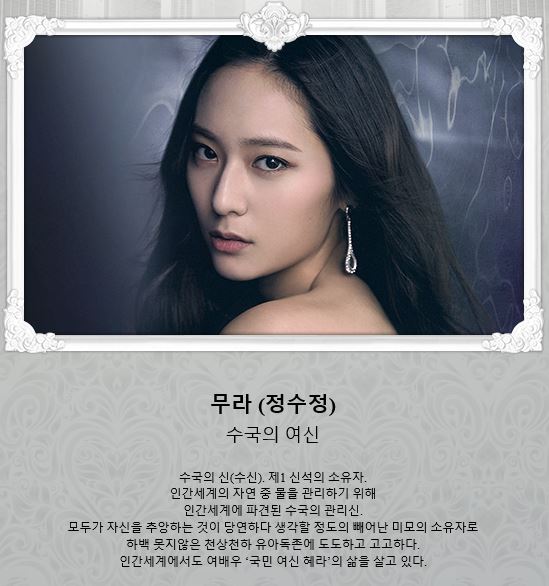 무라 (정수정)
수국의 여신
수국의 신(수신). 제1 신석의 소유자.
인간세계의 자연 중 물을 관리하기 위해
인간세계에 파견된 수국의 관리신.
모두가 자신을 추앙하는 것이 당연하다 생각할 정도의 빼어난 미모의 소유자로
하백 못지않은 천상천하 유아독존에 도도하고 고고하다.
인간세계에서도 여배우 ‘국민 여신 혜라’의 삶을 살고 있다.